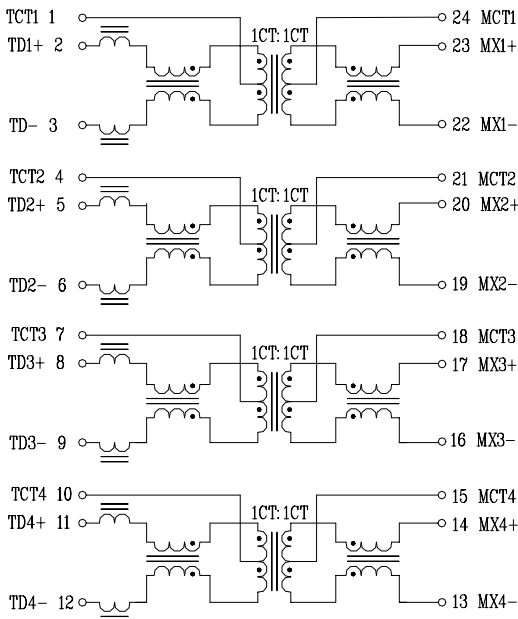 TCT1 1 24 MCT1
1CT:1CT
TD1+ 2 23 MX1+
TD- 3 22 MX1-
TCT2 4 21 MCT2
1CT:1CT
TD2+ 5 20 MX2+
TD2- 6 19 MX2-
TCT3 7 18 MCT3
1CT:1CT
TD3+ 8 17 MX3+
TD3- 9 16 MX3-
TCT4 10 15 MCT4
1CT:1CT
TD4+ 11 14 MX4+
TD4- 12 13 MX4-